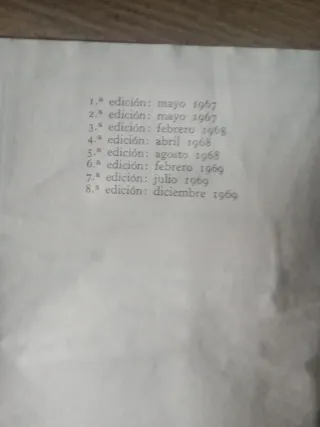 1.ª edición: mayo 1967
2.ª edición: mayo 1967
3.ª edición: febrero 1968
4.ª edición: abril 1968
5.ª edición: agosto 1968
6.ª edición: febrero 1969
7.ª edición: julio 1969
8.ª edición: diciembre 1969